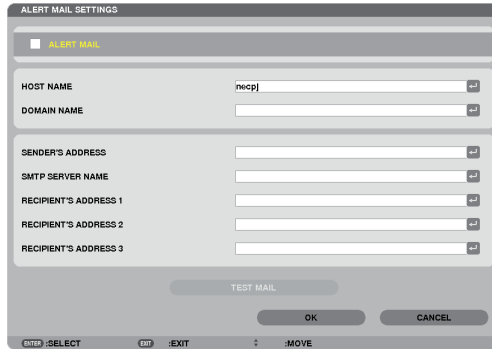 ALERT MAIL SETTINGS
ALERT MAIL
HOST NAME necpj
DOMAIN NAME
SENDER'S ADDRESS
SMTP SERVER NAME
RECIPIENT'S ADDRESS 1
RECIPIENT'S ADDRESS 2
RECIPIENT'S ADDRESS 3
TEST MAIL
OK CANCEL
ENTER :SELECT EXIT :EXIT :MOVE